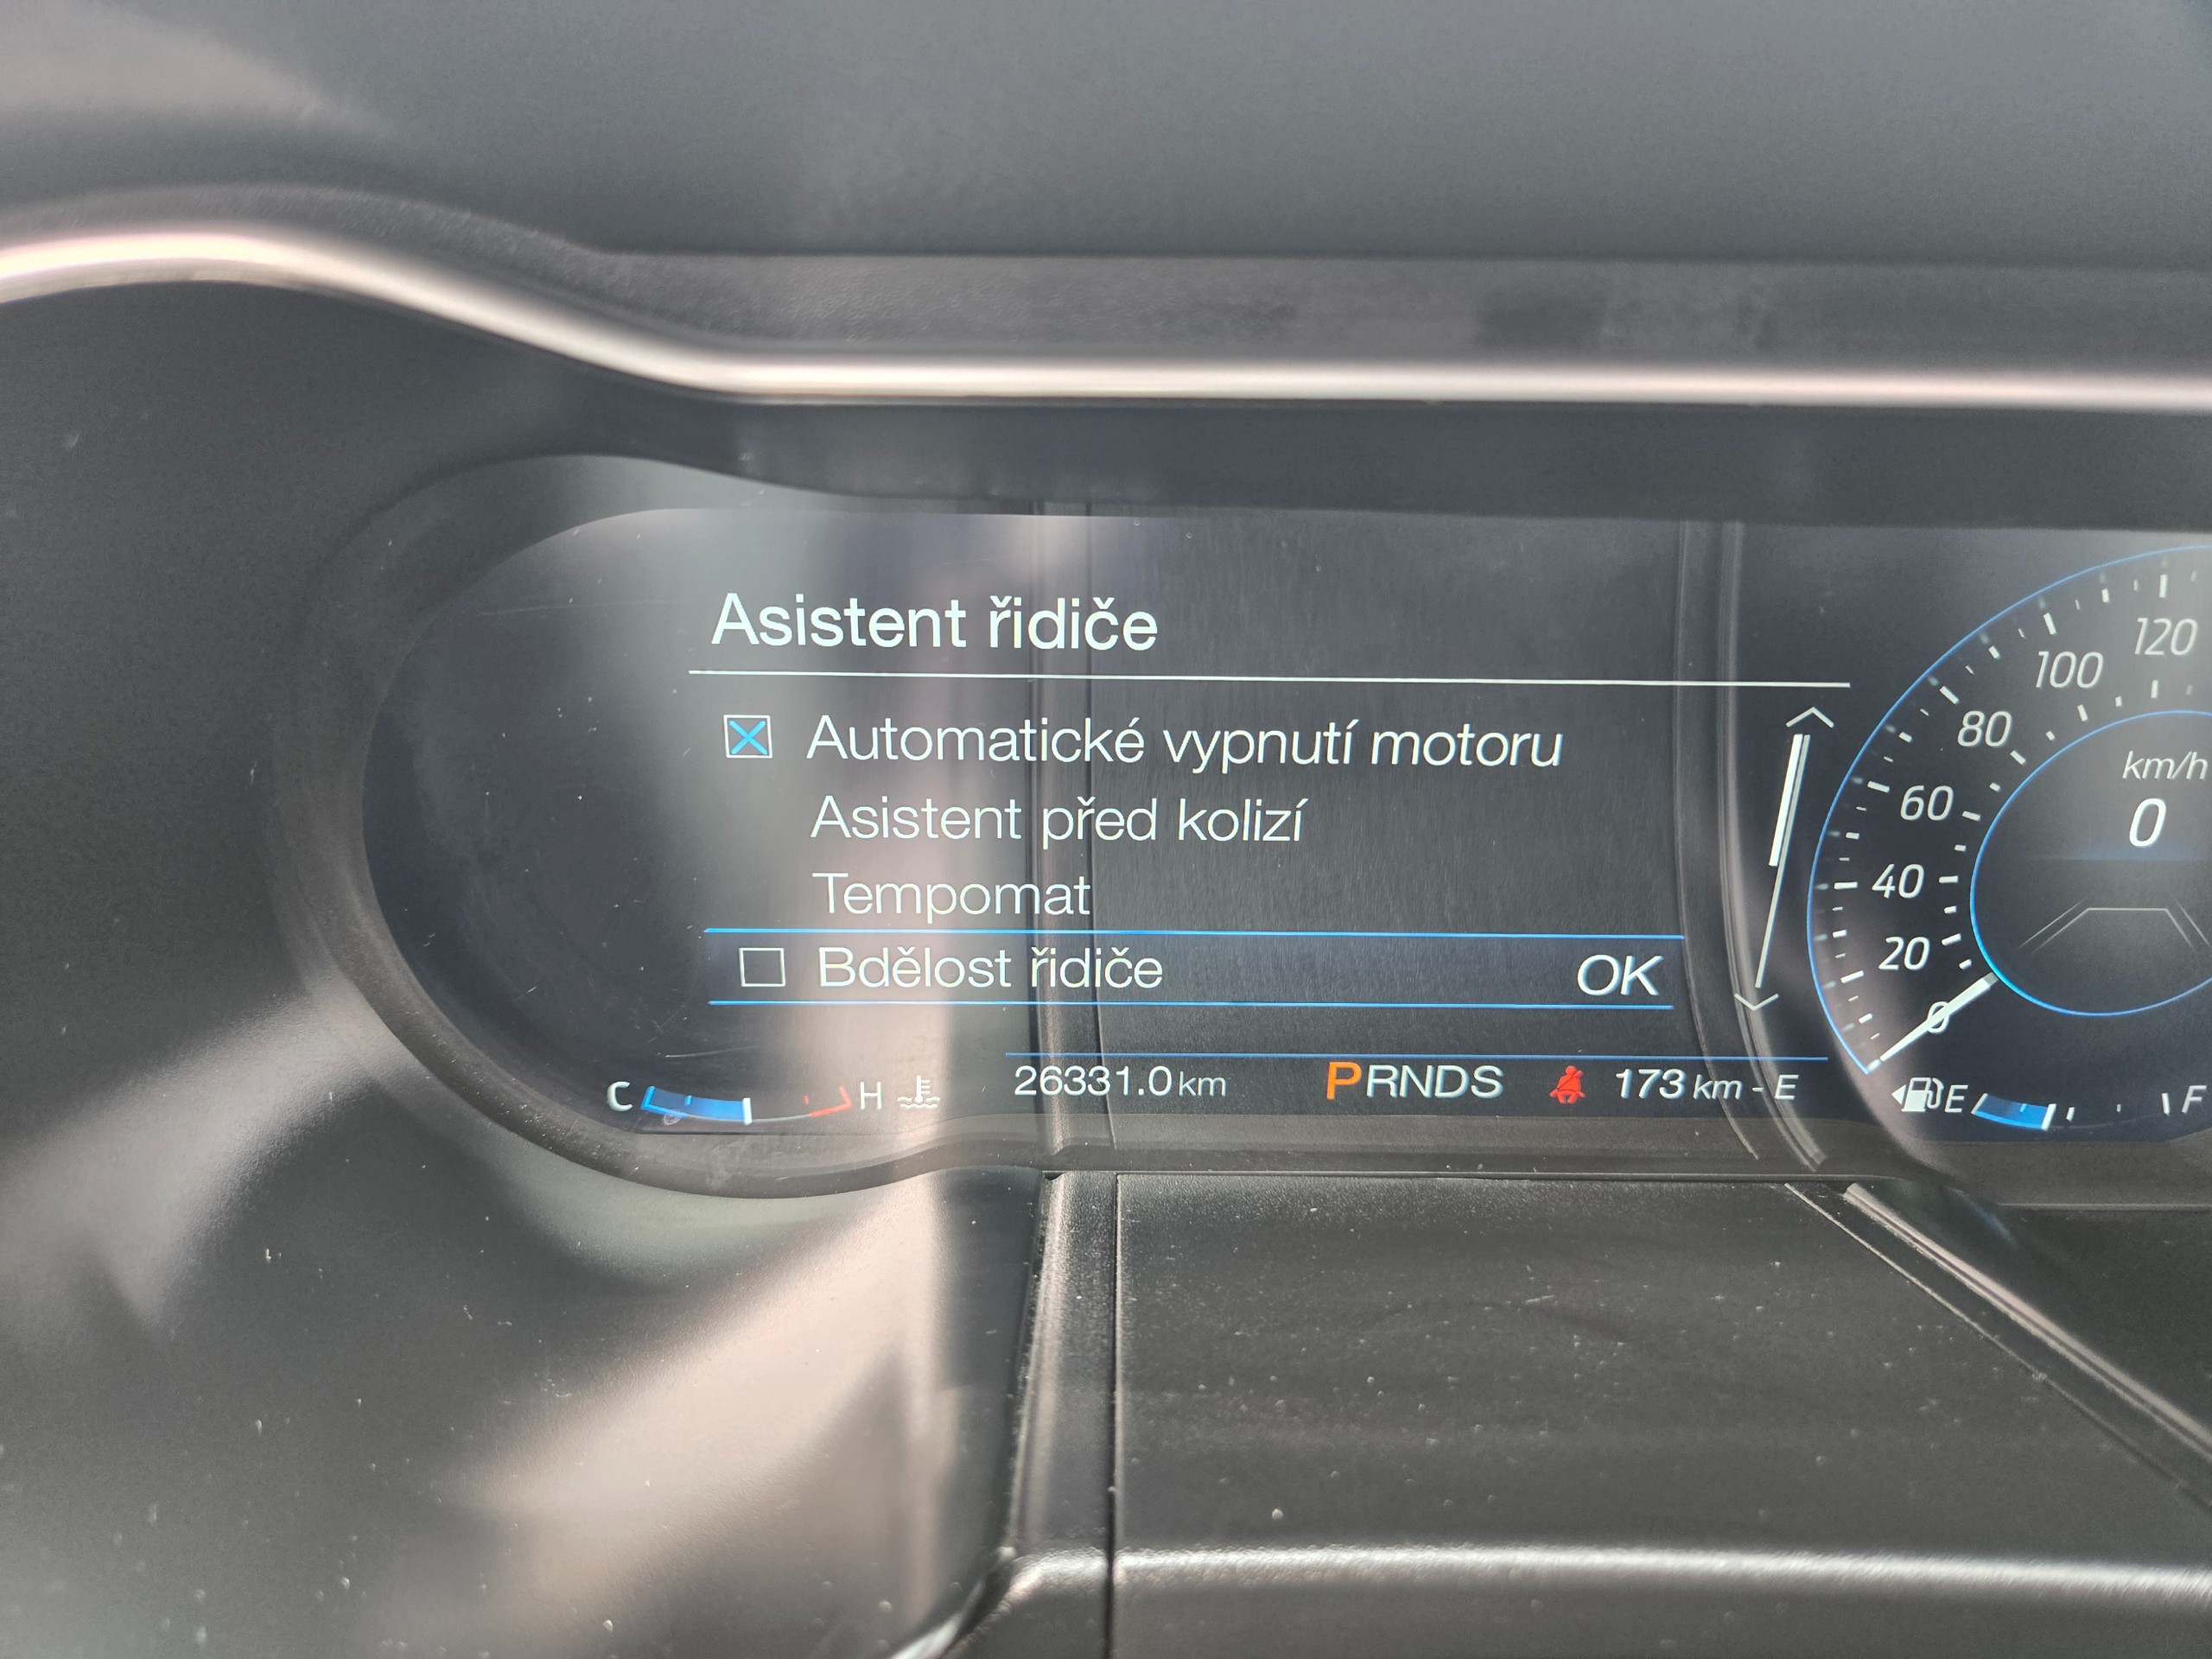 Asistent řidiče
Automatické vypnutí motoru
Asistent před kolizí
Tempomat
Bdělost řidiče OK
C H 26331.0 km PRNDS 173 km - E
120
100
80
60
40
20
0
km/h
0
E F